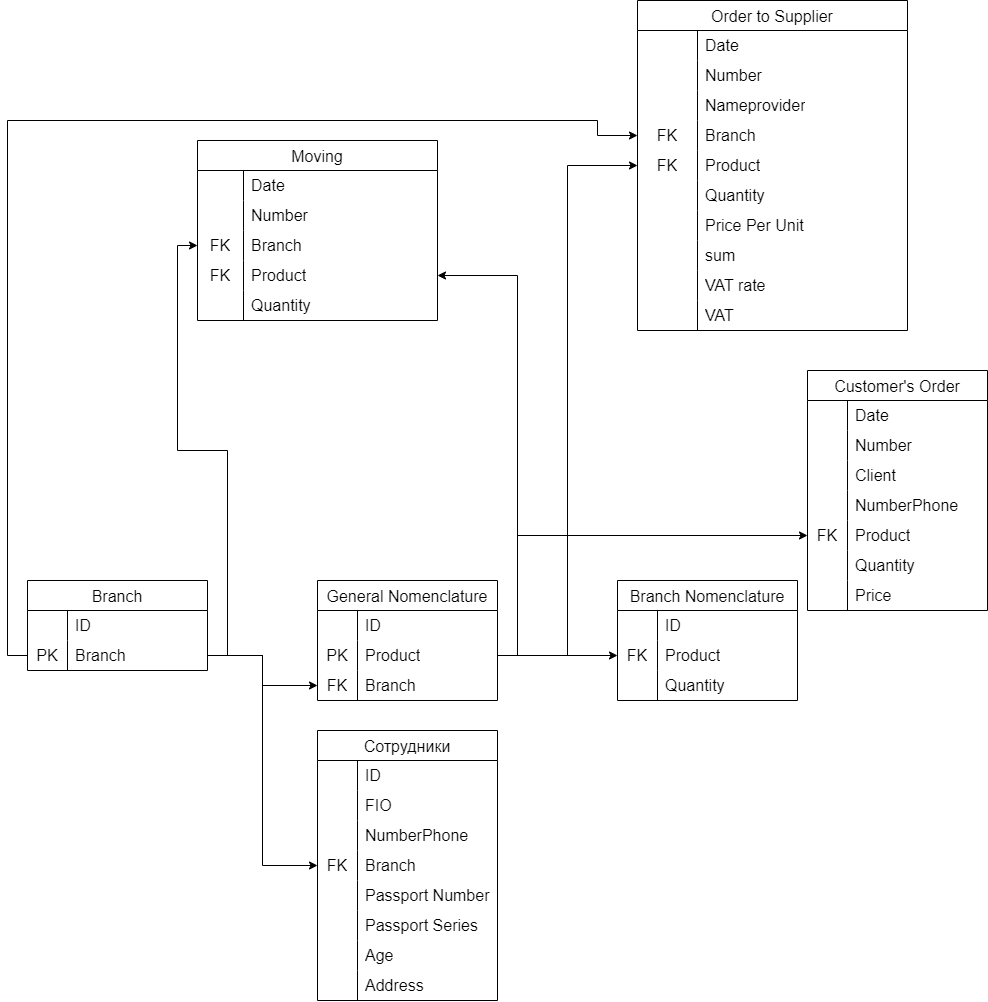 Order to Supplier
Date
Number
Nameprovider
FK Branch
FK Product
Quantity
Price Per Unit
sum
VAT rate
VAT
Moving
Date
Number
FK Branch
FK Product
Quantity
Customer's Order
Date
Number
Client
NumberPhone
FK Product
Quantity
Price
Branch
ID
PK Branch
General Nomenclature
ID
PK Product
FK Branch
Branch Nomenclature
ID
FK Product
Quantity
Сотрудники
ID
FIO
NumberPhone
FK Branch
Passport Number
Passport Series
Age
Address